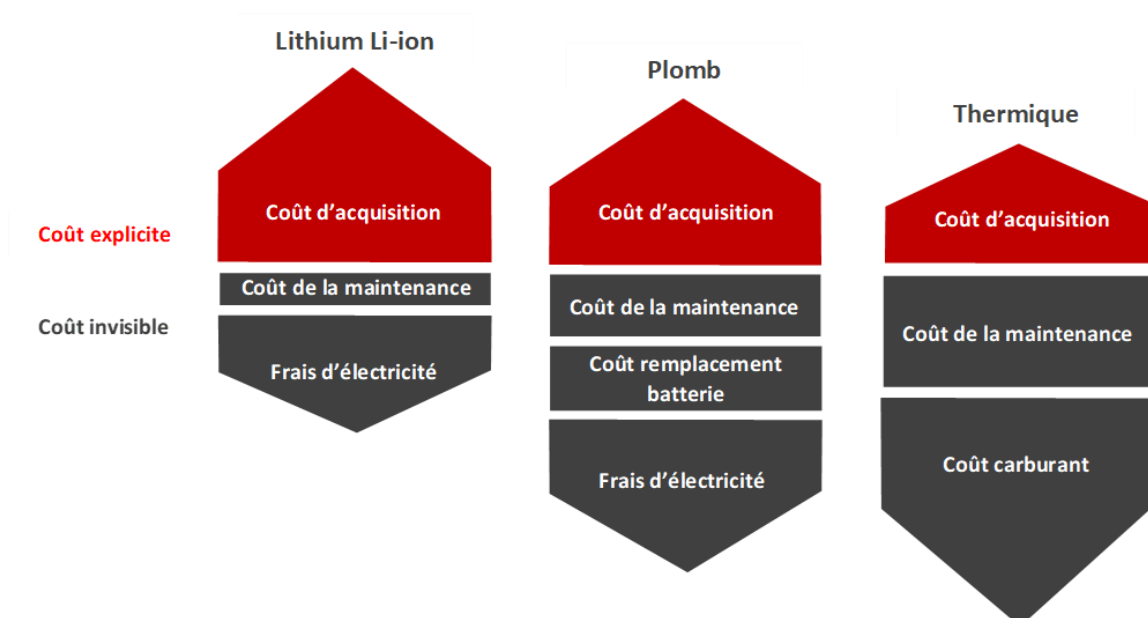 Lithium Li-ion
Plomb
Thermique
Coût d’acquisition
Coût d’acquisition
Coût d’acquisition
Coût explicite
Coût de la maintenance
Coût de la maintenance
Coût invisible
Coût de la maintenance
Frais d’électricité
Coût remplacement
batterie
Frais d’électricité
Coût carburant